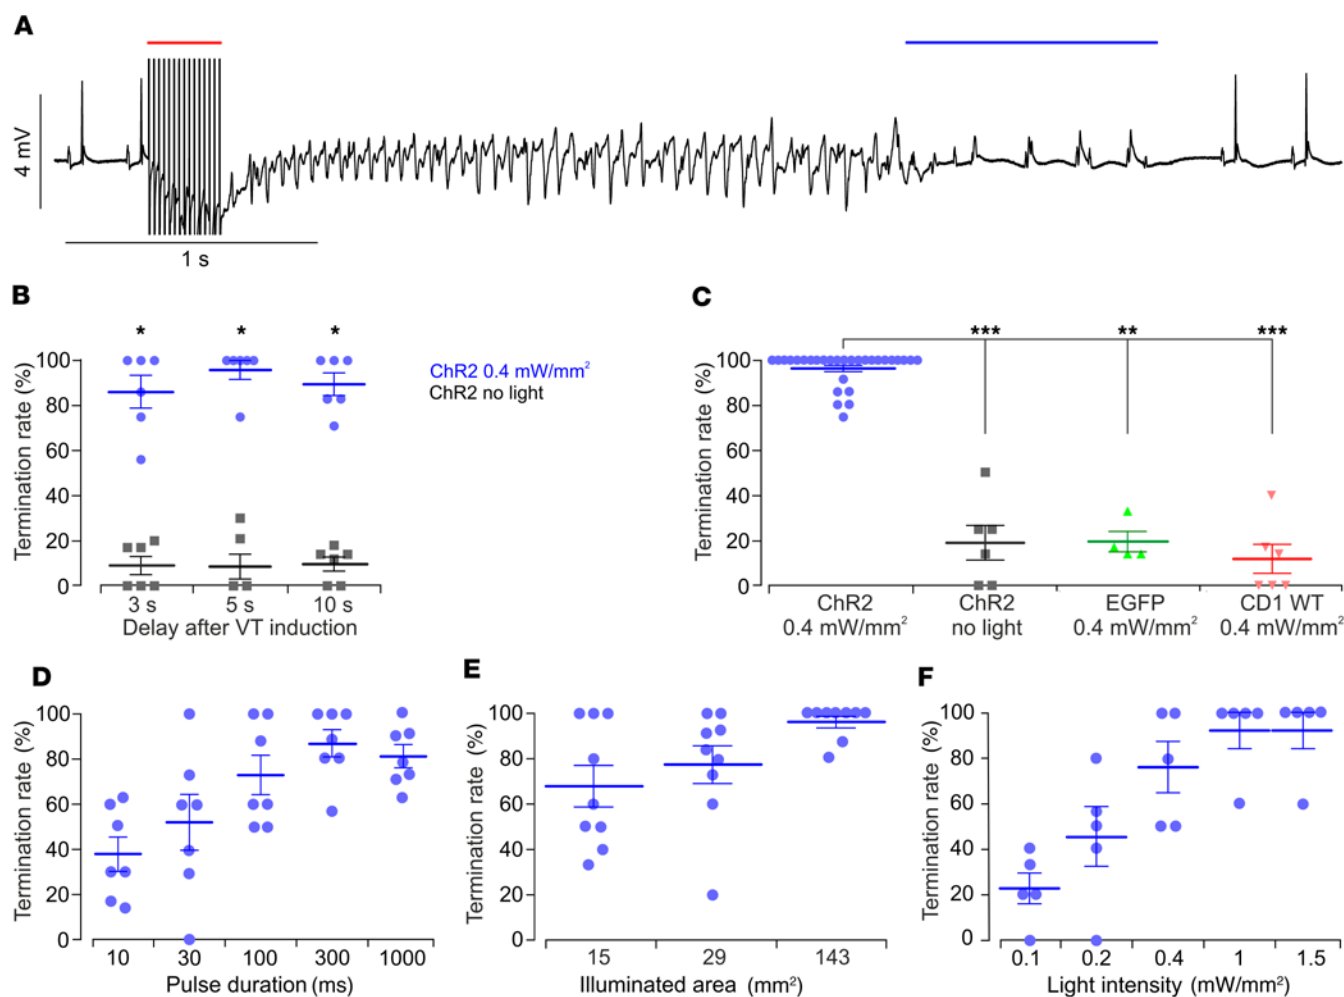 A
4 mV
1 s
B
* * *
100
80
60
40
20
0
Termination rate (%)
3 s 5 s 10 s
Delay after VT induction
ChR2 0.4 mW/mm²
ChR2 no light
C
*** ** ***
100
80
60
40
20
0
Termination rate (%)
ChR2 ChR2 EGFP CD1 WT
0.4 mW/mm² no light 0.4 mW/mm² 0.4 mW/mm²
D
100
80
60
40
20
0
Termination rate (%)
10 30 100 300 1000
Pulse duration (ms)
E
100
80
60
40
20
0
Termination rate (%)
15 29 143
Illuminated area (mm²)
F
100
80
60
40
20
0
Termination rate (%)
0.1 0.2 0.4 1 1.5
Light intensity (mW/mm²)